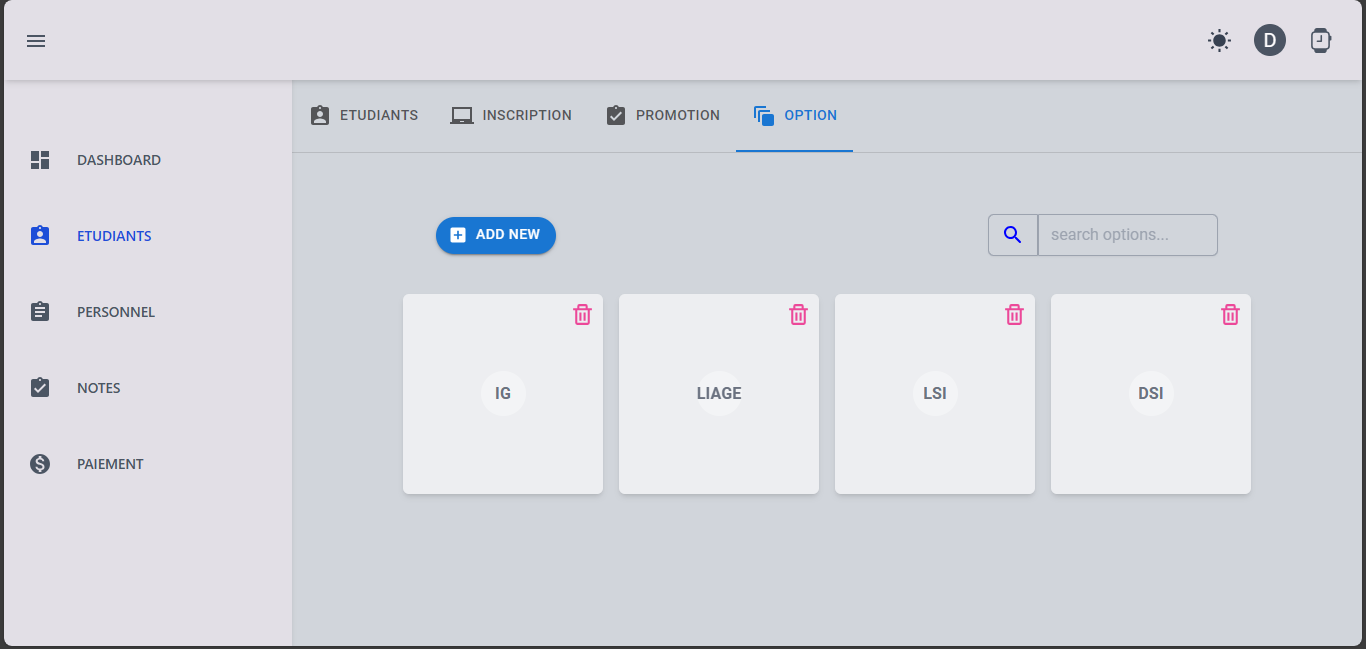 D
ETUDIANTS INSCRIPTION PROMOTION OPTION
DASHBOARD
ETUDIANTS
PERSONNEL
NOTES
PAIEMENT
ADD NEW
search options...
IG
LIAGE
LSI
DSI